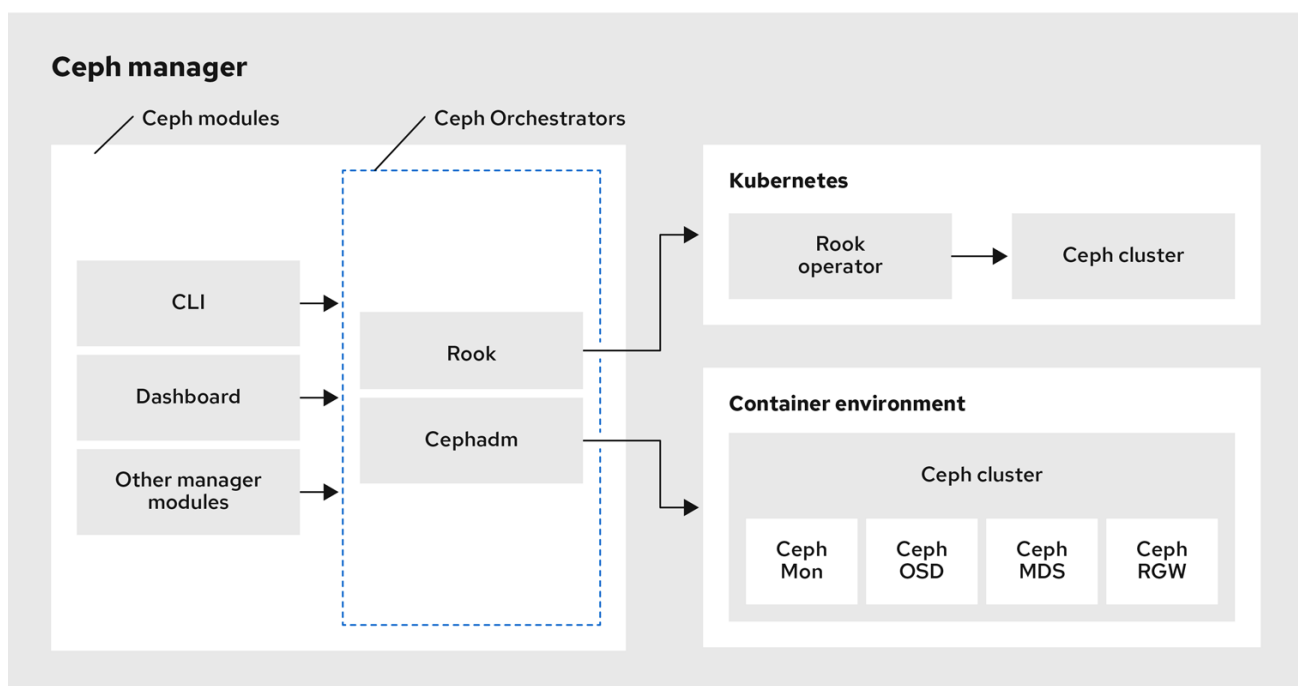 Ceph manager
Ceph modules
Ceph Orchestrators
CLI
Dashboard
Other manager
modules
Rook
Cephadm
Kubernetes
Rook
operator
Ceph cluster
Container environment
Ceph cluster
Ceph
Mon
Ceph
OSD
Ceph
MDS
Ceph
RGW